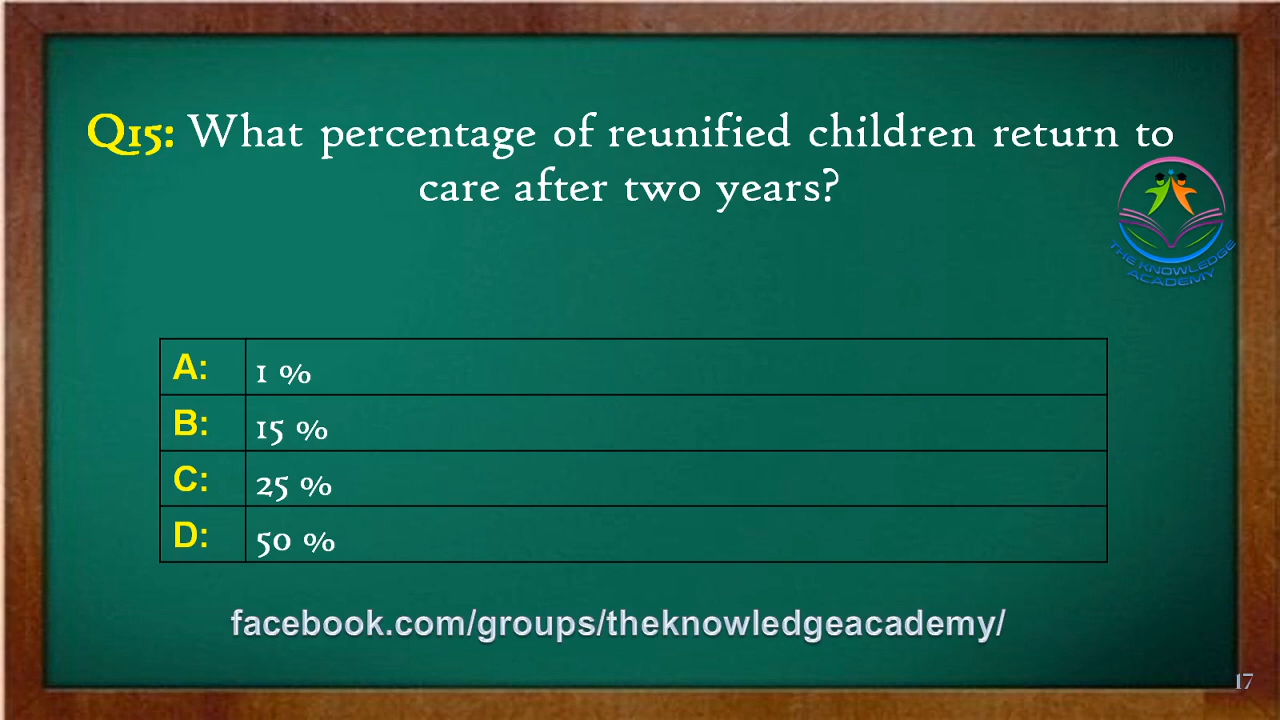 Q15: What percentage of reunified children return to
care after two years?
THE KNOWLEDGE
ACADEMY
A: 1 %
B: 15 %
C: 25 %
D: 50 %
facebook.com/groups/theknowledgeacademy/
17